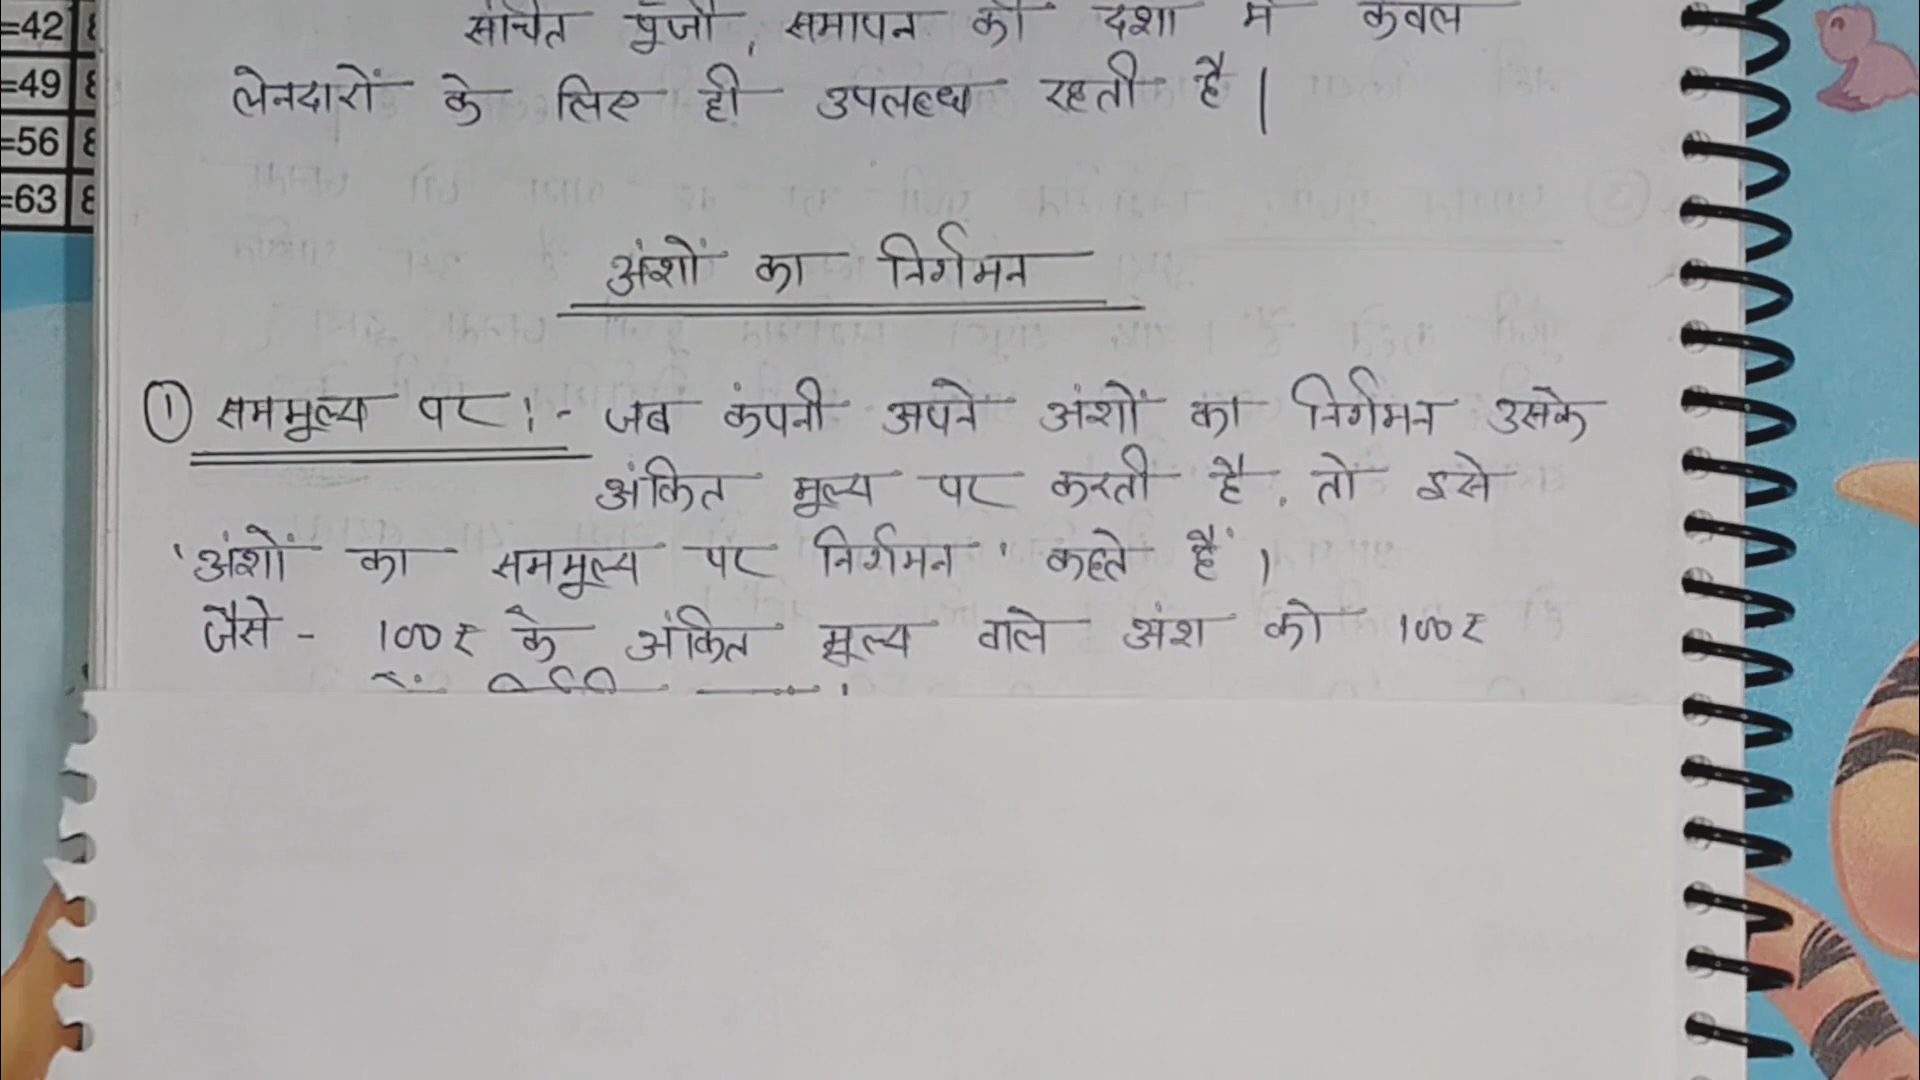 =42
=49
=56
=63
संचित पूंजी, समापन की दशा में केवल
लेनदारों के लिए ही उपलब्ध रहती है |
अंशों का निर्गमन
① सममूल्य पर :- जब कंपनी अपने अंशों का निर्गमन उसके
अंकित मूल्य पर करती है, तो इसे
'अंशों का सममूल्य पर निर्गमन' कहते हैं ।
जैसे - 100₹ के अंकित मूल्य वाले अंश को 100₹